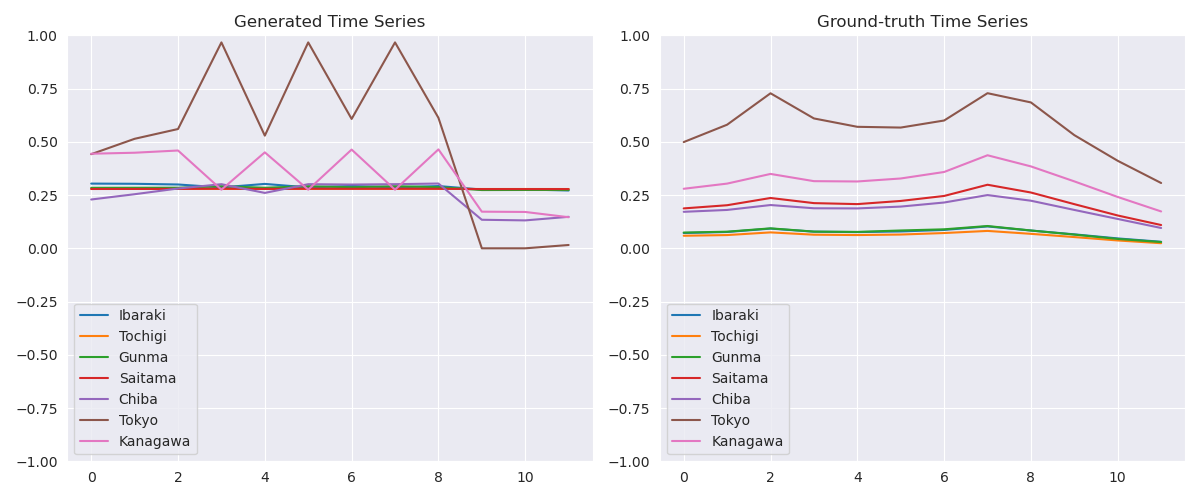 Generated Time Series
1.00
0.75
0.50
0.25
0.00
−0.25
−0.50
−0.75
−1.00
0 2 4 6 8 10
Ibaraki
Tochigi
Gunma
Saitama
Chiba
Tokyo
Kanagawa
Ground-truth Time Series
1.00
0.75
0.50
0.25
0.00
−0.25
−0.50
−0.75
−1.00
0 2 4 6 8 10
Ibaraki
Tochigi
Gunma
Saitama
Chiba
Tokyo
Kanagawa